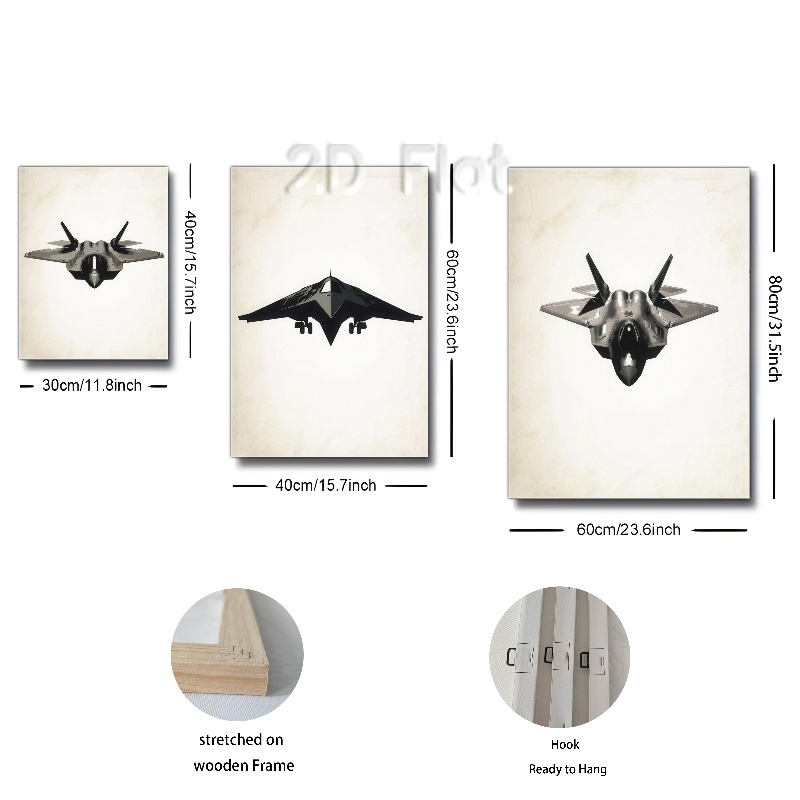 2D Flat
40cm/15.7inch
30cm/11.8inch
60cm/23.6inch
40cm/15.7inch
80cm/31.5inch
60cm/23.6inch
stretched on
wooden Frame
Hook
Ready to Hang